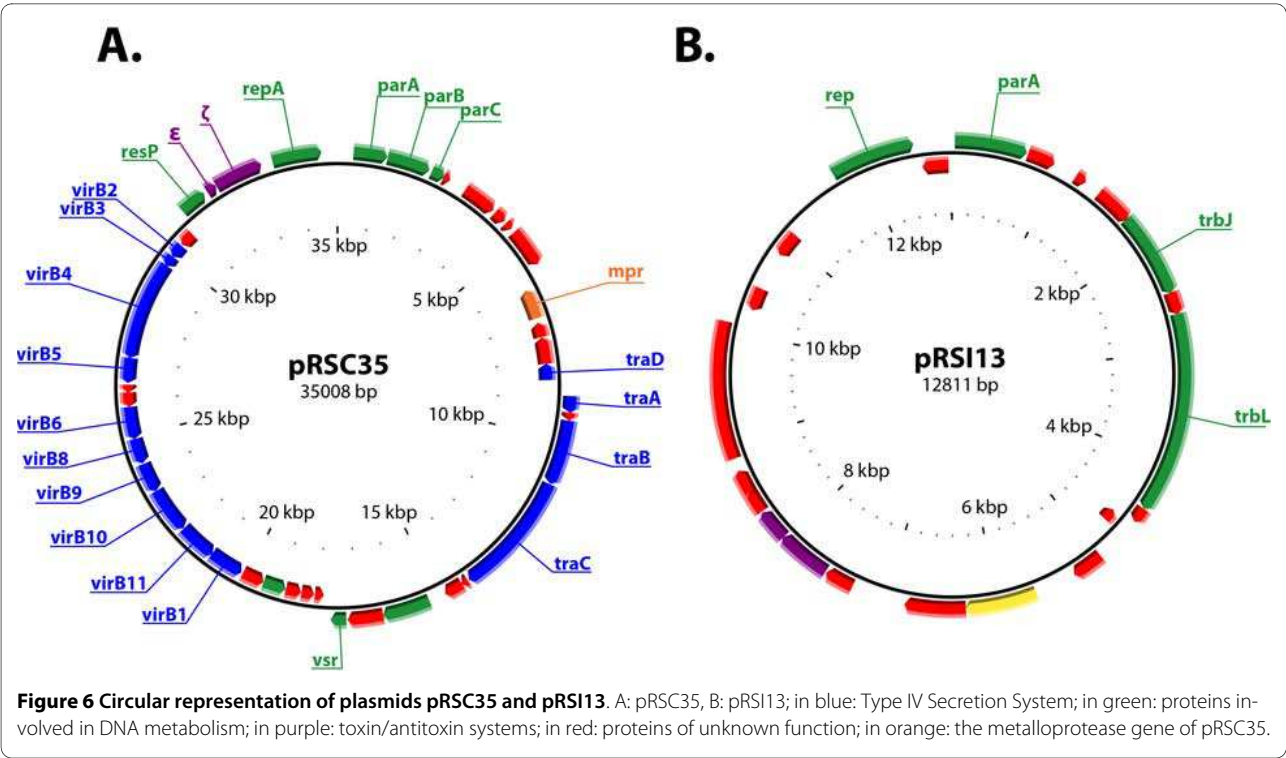 A.
B.
repA
parA
parB
parC
ζ
ε
resP
virB2
virB3
virB4
virB5
virB6
virB8
virB9
virB10
virB11
virB1
vsr
mpr
traD
traA
traB
traC
35 kbp
5 kbp
10 kbp
15 kbp
20 kbp
25 kbp
30 kbp
pRSC35
35008 bp
rep
parA
trbJ
trbL
12 kbp
2 kbp
4 kbp
6 kbp
8 kbp
10 kbp
pRSI13
12811 bp
Figure 6 Circular representation of plasmids pRSC35 and pRSI13. A: pRSC35, B: pRSI13; in blue: Type IV Secretion System; in green: proteins in-
volved in DNA metabolism; in purple: toxin/antitoxin systems; in red: proteins of unknown function; in orange: the metalloprotease gene of pRSC35.